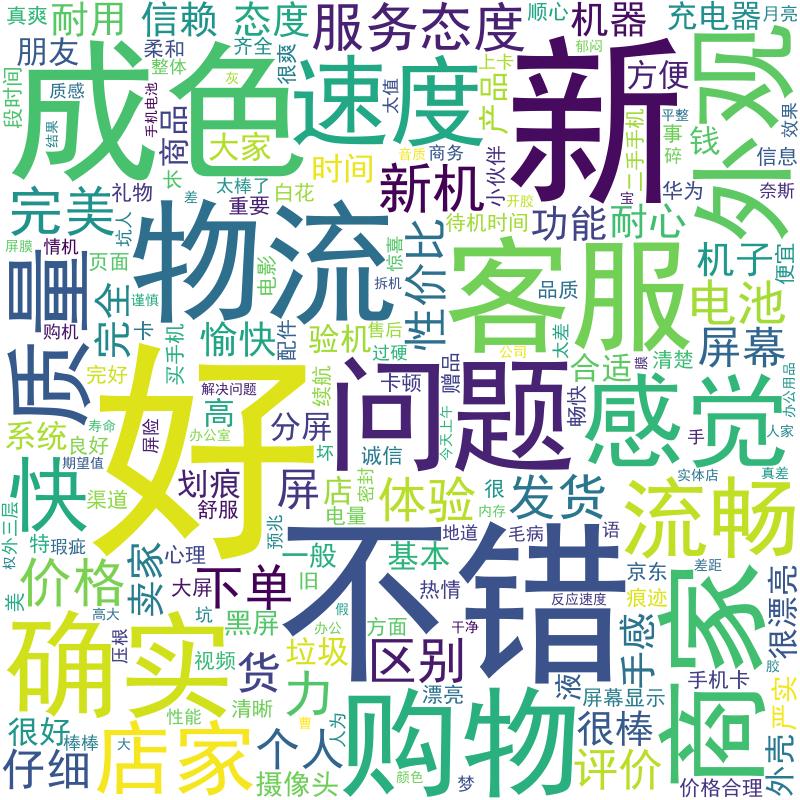 真爽
耐用
信赖
态度
服务态度
顺心
机器
充电器
月亮
朋友
柔和
齐全
很爽
郁闷
上卡
方便
外观
段时间
成色
整体
速度
太值
产品
新
平整
效果
质感
灰
手机电池
结果
商品
大家
时间
音质
商务
小伙伴
二手手机
事
碎
钱
信息
长
太棒了
白花
新机
开胶
宝
华为
奈斯
完美
礼物
差
重要
待机时间
功能
耐心
坑人
屏膜
情机
物流
电影
惊喜
性价比
客服
拆机
机子
便宜
质量
页面
谨慎
品质
电池
购机
卡
完全
买手机
愉快
配件
验机
售后
过硬
太差
屏幕
公司
合适
清楚
膜
办公用品
完好
好
解决问题
续航
卡顿
赠品
问题
畅快
感觉
系统
寿命
良好
屏险
办公室
高
分屏
坏
诚信
今天上午
手
人家
期望值
快
渠道
划痕
舒服
屏
店
电量
密封
体验
很
发货
实体店
真差
流畅
权外三层
特
瑕疵
心理
预兆
一般
基本
地道
内存
毛病
语
京东
差距
美
价格
卖家
大屏
下单
旧
热情
不错
反应速度
痕迹
很漂亮
高大
压根
坑
黑屏
假
办公
方面
干净
确实
视频
货
垃圾
区别
液
手感
商家
胶
手机卡
屏幕显示
严实
性能
清晰
力
漂亮
很好
棒棒
大
店家
个人
曹
人为
购物
很棒
外壳
仔细
摄像头
颜色
梦
评价
价格合理